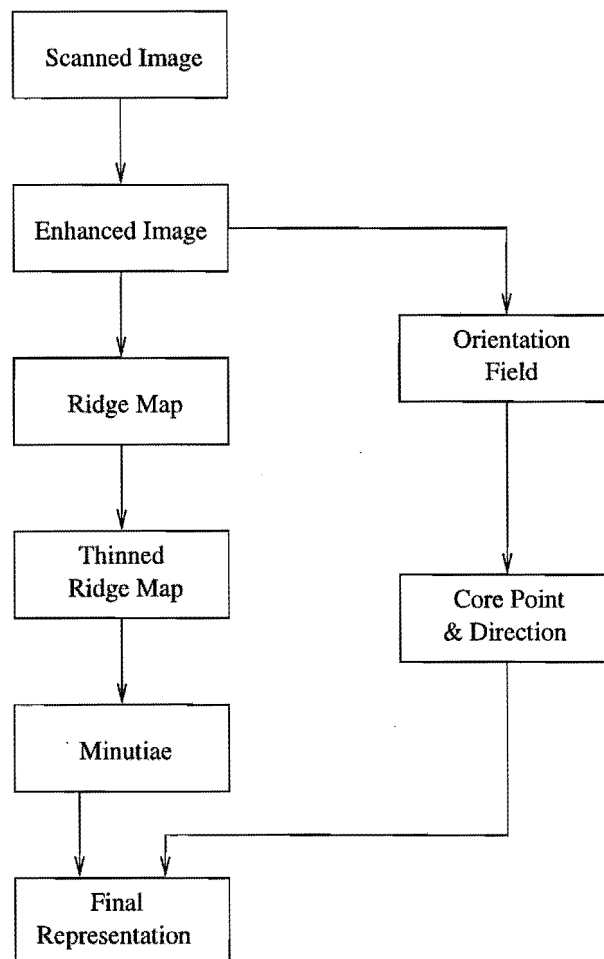 Scanned Image
Enhanced Image
Orientation
Field
Ridge Map
Thinned
Ridge Map
Core Point
& Direction
Minutiae
Final
Representation